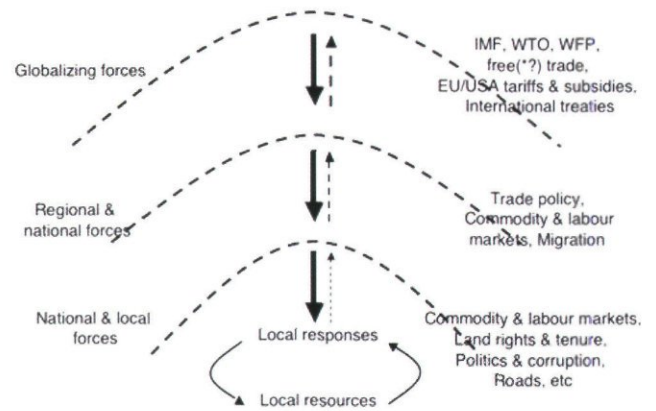 Globalizing forces
IMF, WTO, WFP,
free(*?) trade,
EU/USA tariffs & subsidies,
International treaties
Regional &
national forces
Trade policy,
Commodity & labour
markets, Migration
National & local
forces
Commodity & labour markets,
Land rights & tenure,
Politics & corruption,
Roads, etc
Local responses
Local resources